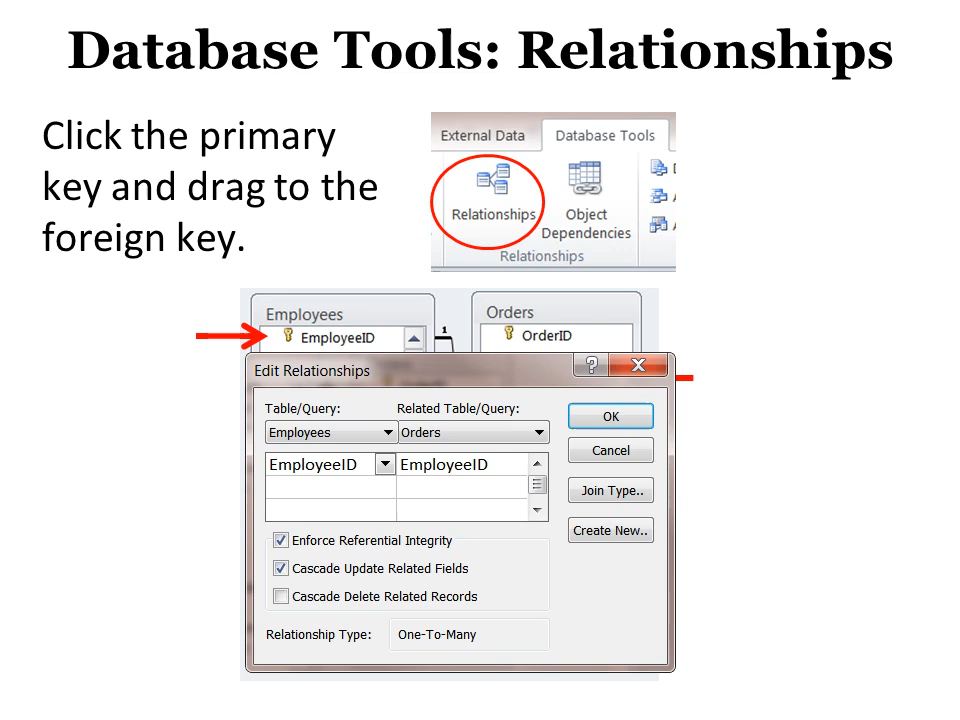 Database Tools: Relationships
Click the primary
key and drag to the
foreign key.
External Data Database Tools
Relationships Object
Dependencies
Relationships
Employees
EmployeeID
1
Orders
OrderID
Edit Relationships
?
Table/Query: Related Table/Query:
Employees Orders
EmployeeID EmployeeID
Enforce Referential Integrity
Cascade Update Related Fields
Cascade Delete Related Records
Relationship Type: One-To-Many
OK
Cancel
Join Type..
Create New..